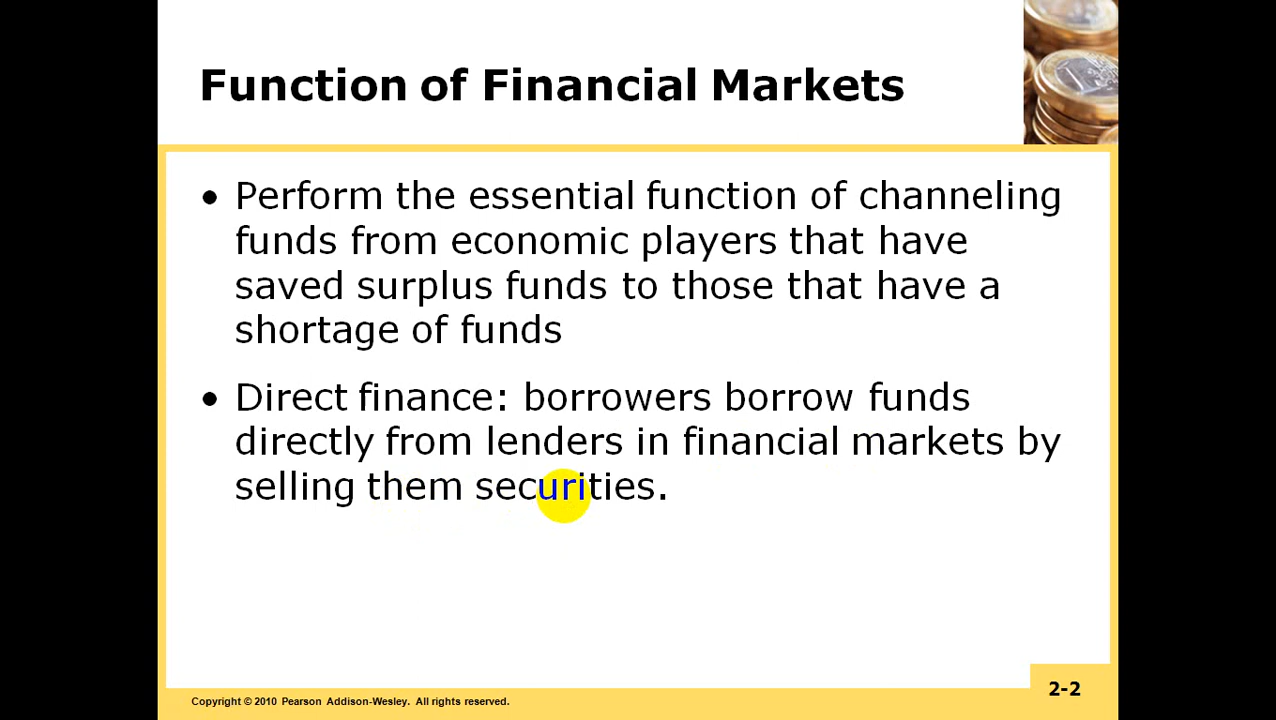 Function of Financial Markets
• Perform the essential function of channeling
funds from economic players that have
saved surplus funds to those that have a
shortage of funds
• Direct finance: borrowers borrow funds
directly from lenders in financial markets by
selling them securities.
Copyright © 2010 Pearson Addison-Wesley. All rights reserved.
2-2